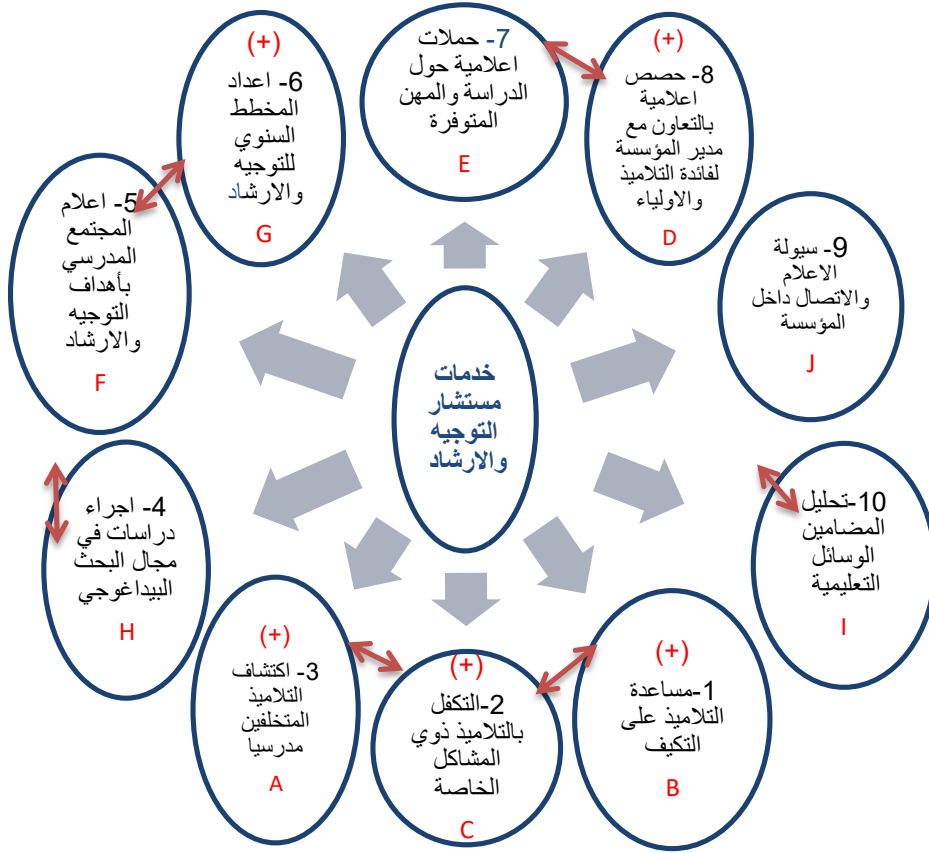 خدمات
مستشار
التوجيه
والارشاد
(+)
1-مساعدة
التلاميذ على
التكيف
B
(+)
2-التكفل
بالتلاميذ ذوي
المشاكل
الخاصة
C
(+)
3- اكتشاف
التلاميذ
المتخلفين
مدرسيا
A
4- اجراء
دراسات في
مجال البحث
البيداغوجي
H
5- اعلام
المجتمع
المدرسي
بأهداف
التوجيه
والارشاد
F
(+)
6- اعداد
المخطط
السنوي
للتوجيه
والارشاد
G
7- حملات
اعلامية حول
الدراسة والمهن
المتوفرة
E
(+)
8- حصص
اعلامية
بالتعاون مع
مدير المؤسسة
لفائدة التلاميذ
والاولياء
D
9- سيولة
الاعلام
والاتصال داخل
المؤسسة
J
10-تحليل
المضامين
الوسائل
التعليمية
I